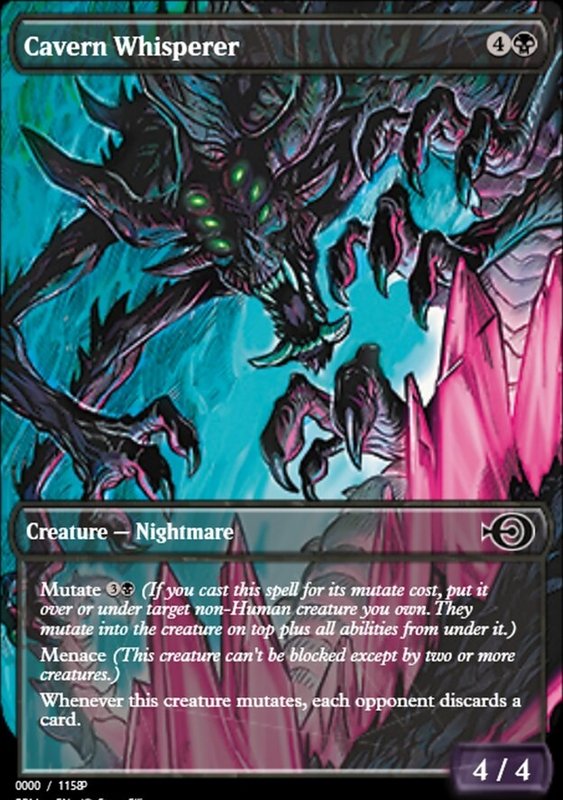 Cavern Whisperer 4
Creature — Nightmare
Mutate 3 (If you cast this spell for its mutate cost, put it
over or under target non-Human creature you own. They
mutate into the creature on top plus all abilities from under it.)
Menace (This creature can't be blocked except by two or more
creatures.)
Whenever this creature mutates, each opponent discards a
card.
4 / 4
0000 / 1158P